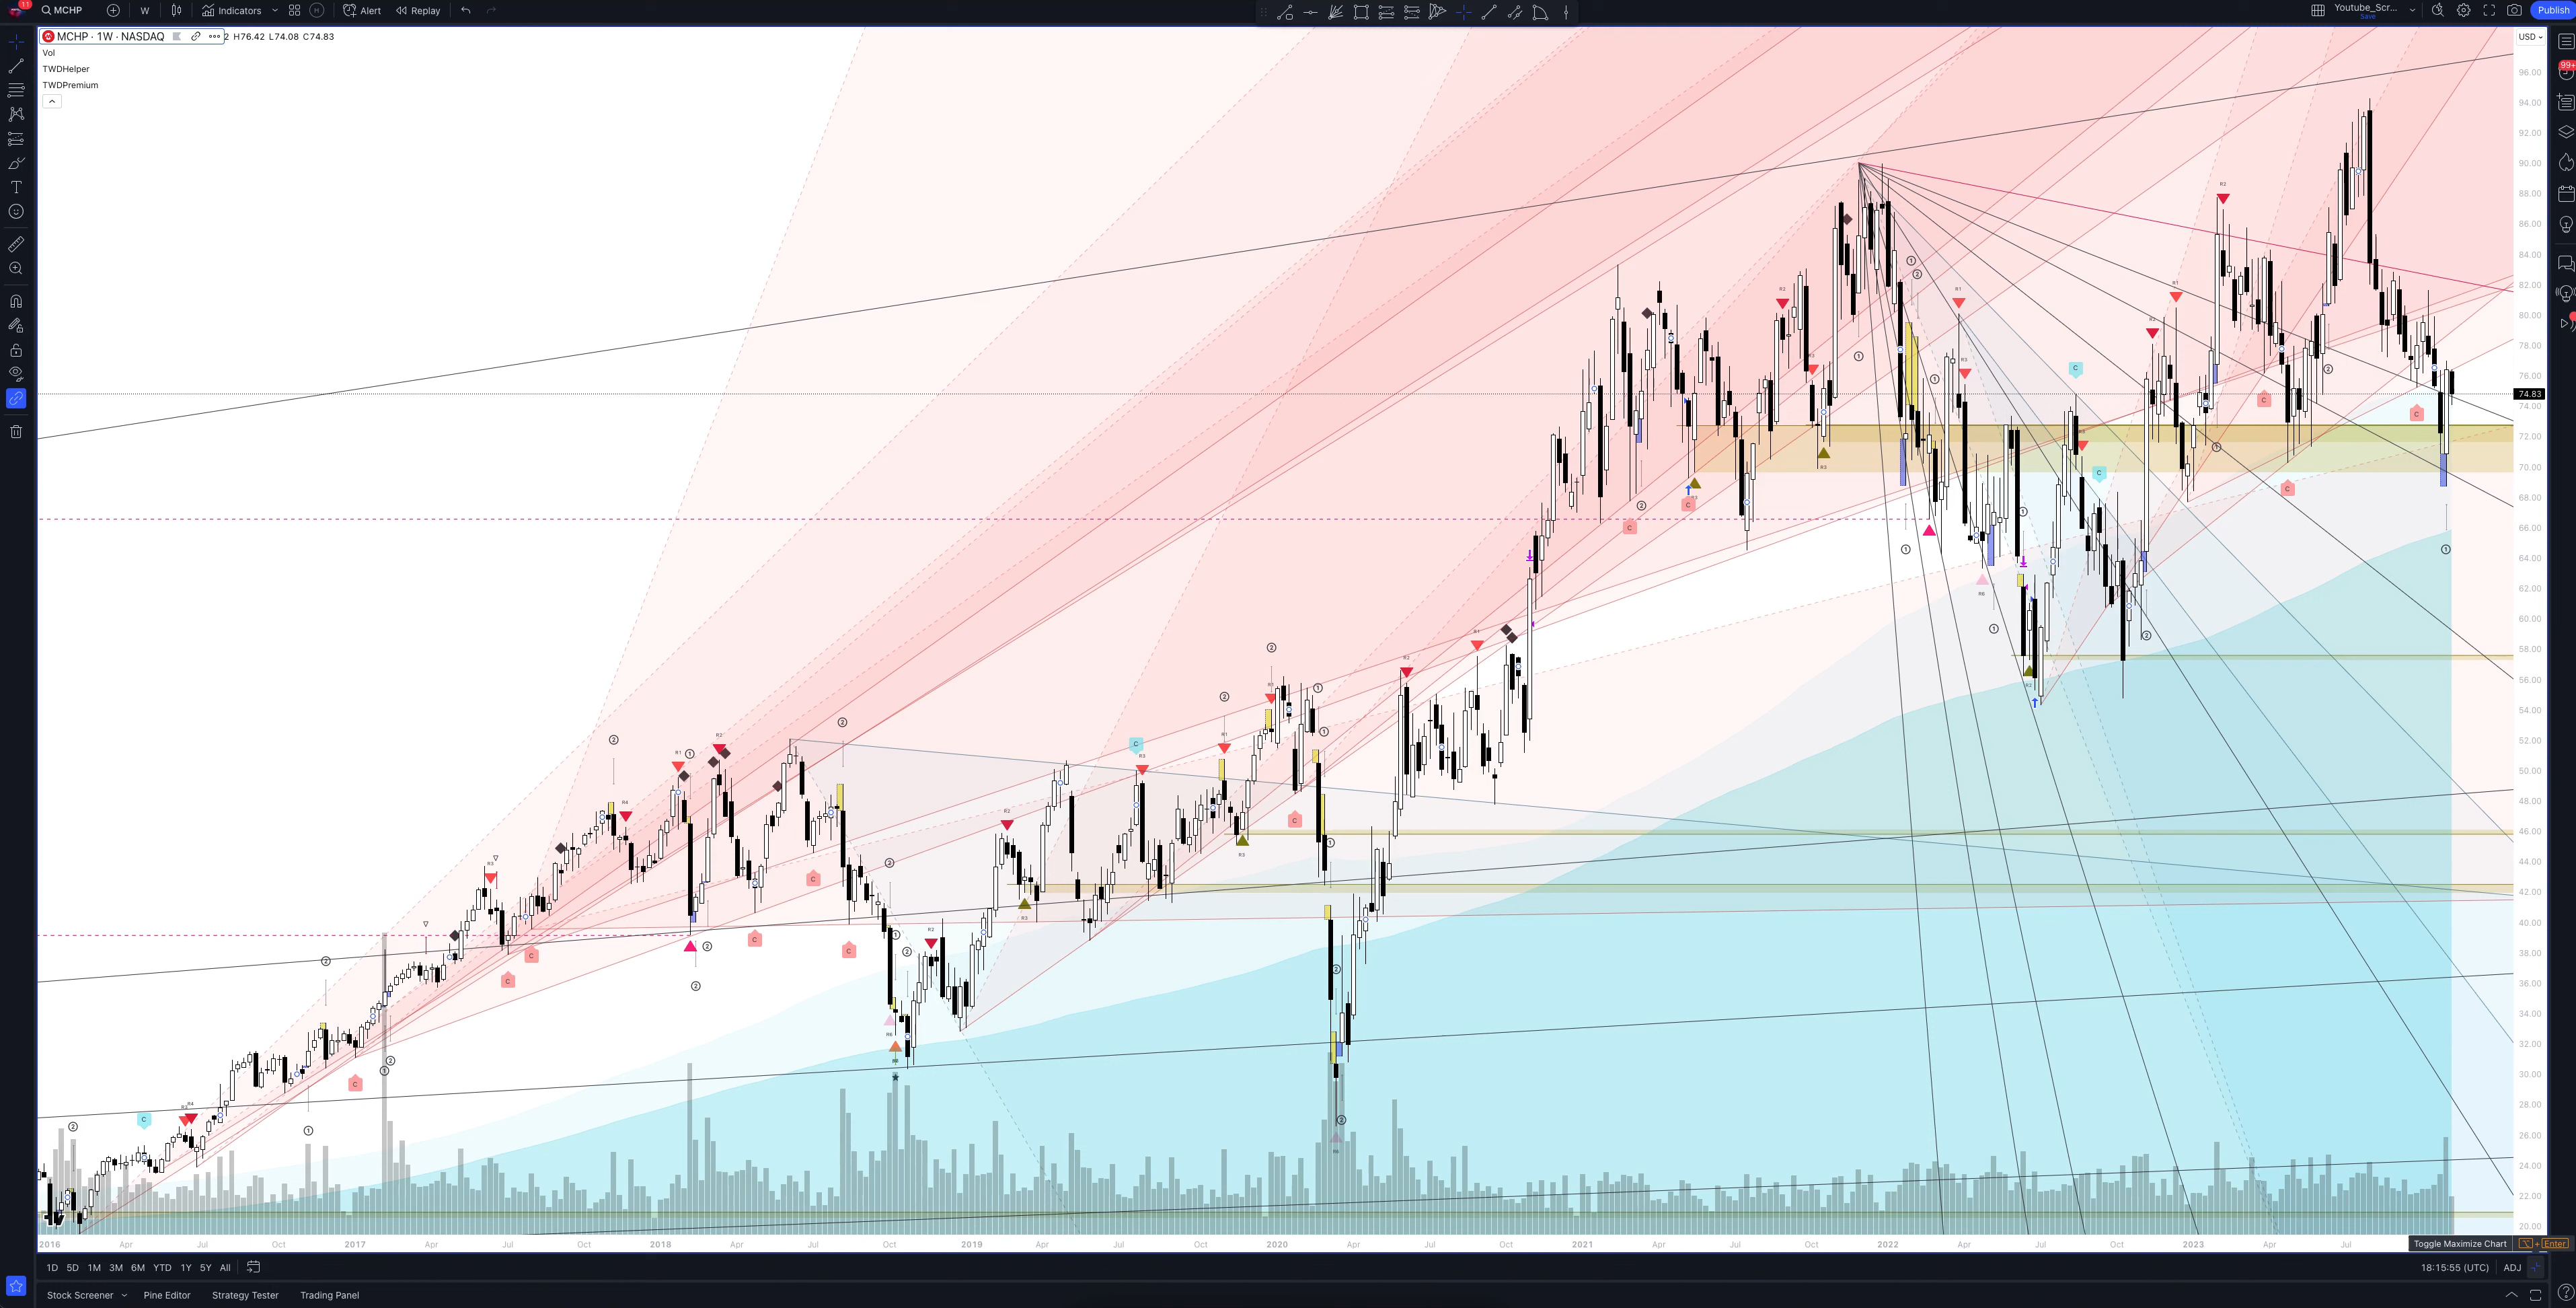 11
MCHP
W
Indicators
Alert
Replay
Youtube_Scr...
Save
Publish
MCHP · 1W · NASDAQ
2 H76.42 L74.08 C74.83
USD
Vol
TWDHelper
TWDPremium
99+
96.00
94.00
92.00
90.00
88.00
86.00
84.00
82.00
80.00
78.00
76.00
74.83
74.00
72.00
70.00
68.00
66.00
64.00
62.00
60.00
58.00
56.00
54.00
52.00
50.00
48.00
46.00
44.00
42.00
40.00
38.00
36.00
34.00
32.00
30.00
28.00
26.00
24.00
22.00
20.00
2016 Apr Jul Oct 2017 Apr Jul Oct 2018 Apr Jul Oct 2019 Apr Jul Oct 2020 Apr Jul Oct 2021 Apr Jul Oct 2022 Apr Jul Oct 2023 Apr Jul
Toggle Maximize Chart ⌥ + Enter
1D 5D 1M 3M 6M YTD 1Y 5Y All
18:15:55 (UTC) ADJ
Stock Screener Pine Editor Strategy Tester Trading Panel